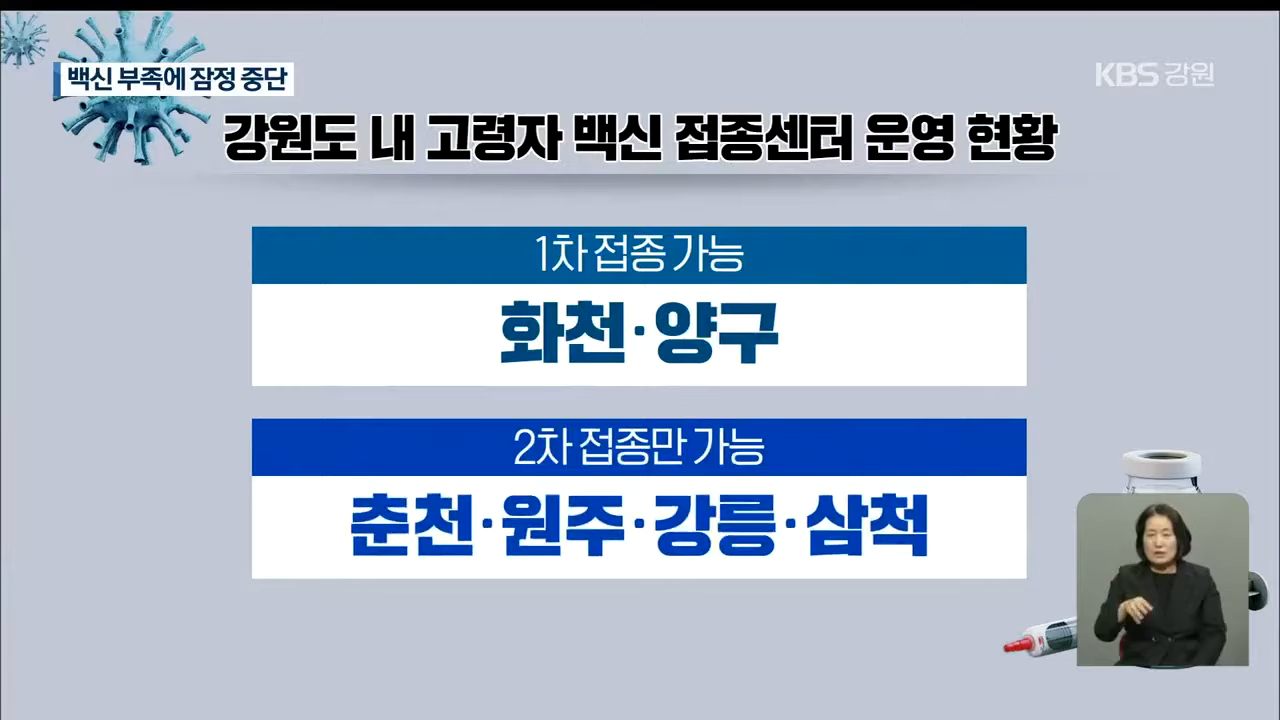 백신 부족에 잠정 중단
KBS 강원
강원도 내 고령자 백신 접종센터 운영 현황
1차 접종 가능
화천·양구
2차 접종만 가능
춘천·원주·강릉·삼척